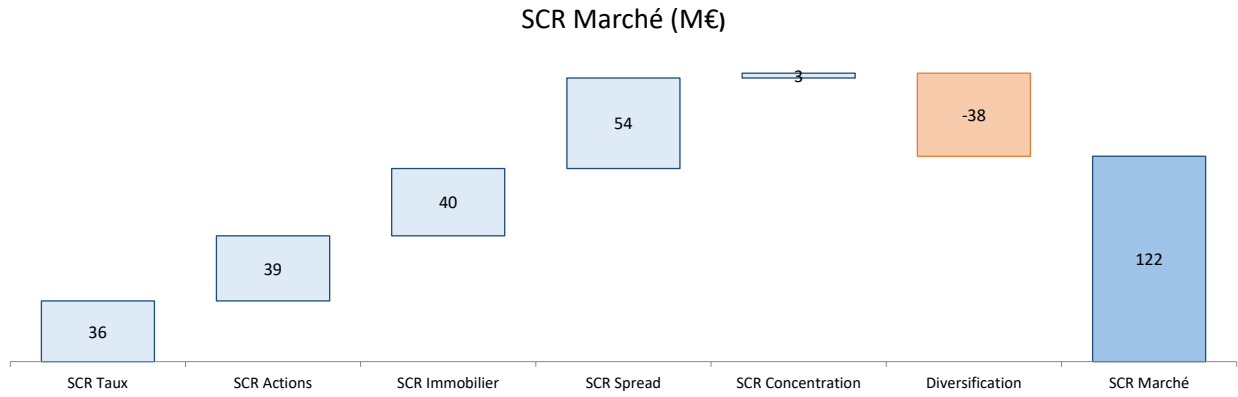 SCR Marché (M€)
3
54
-38
40
122
39
36
SCR Taux
SCR Actions
SCR Immobilier
SCR Spread
SCR Concentration
Diversification
SCR Marché